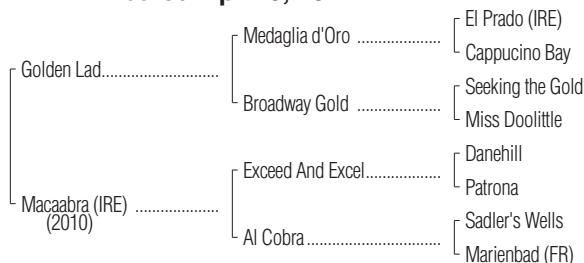 El Prado (IRE)
Medaglia d'Oro ....................
Cappucino Bay
Golden Lad............................
Seeking the Gold
Broadway Gold ....................
Miss Doolittle
Danehill
Exceed And Excel..................
Patrona
Macaabra (IRE) ....................
(2010)
Sadler's Wells
Al Cobra................................
Marienbad (FR)